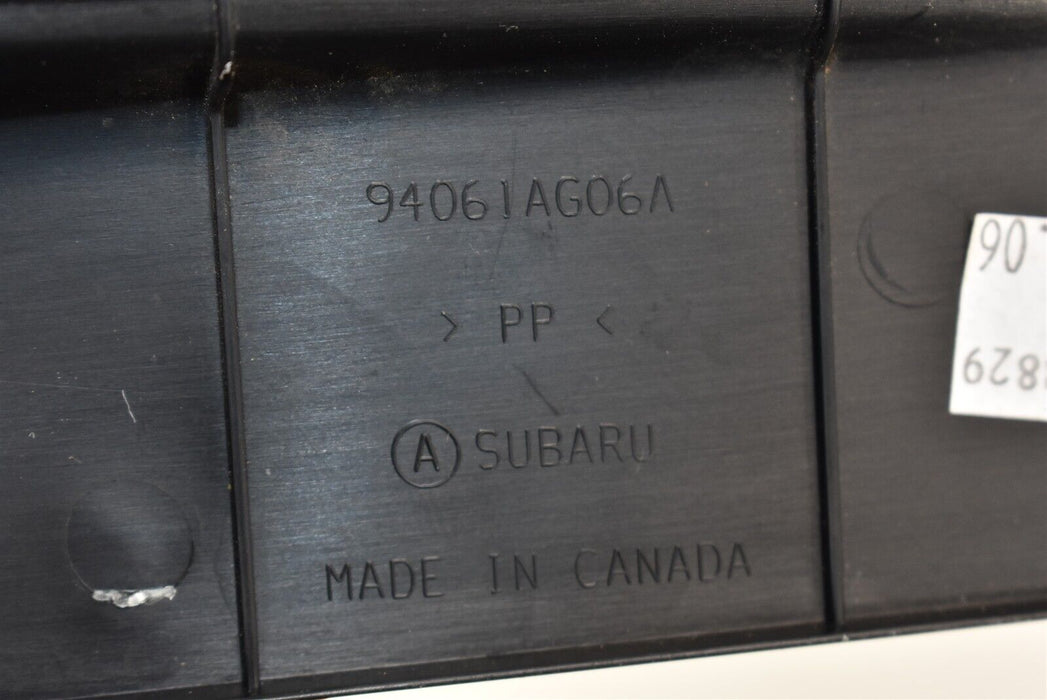 94061AG06A
> PP <
Ⓐ SUBARU
MADE IN CANADA